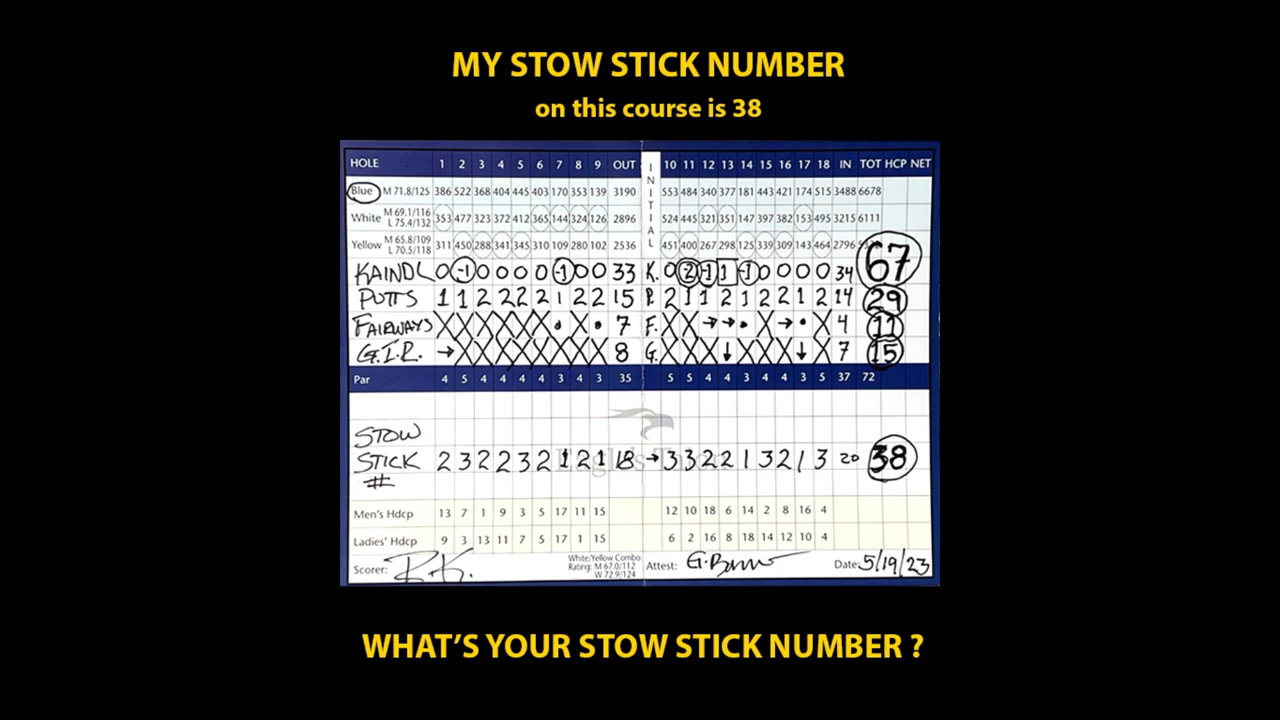 MY STOW STICK NUMBER
on this course is 38
HOLE 1 2 3 4 5 6 7 8 9 OUT INITIAL 10 11 12 13 14 15 16 17 18 IN TOT HCP NET
Blue M 71.8/125 386 522 368 404 445 403 170 353 139 3190 553 484 340 377 181 443 421 174 515 3488 6678
White M 69.1/116 L 75.4/132 353 477 323 372 412 365 144 324 126 2896 524 445 321 351 147 397 382 153 495 3215 6111
Yellow M 65.8/109 L 70.5/118 311 450 288 341 345 310 109 280 102 2536 451 400 267 298 125 339 309 143 464 2796
KAINDL 0 -1 0 0 0 0 -1 0 0 33 K. 0 -2 -1 1 -1 0 0 0 0 34 67
PUTTS 1 1 2 2 2 2 1 2 2 15 P. 2 1 1 2 1 2 2 1 2 14 29
FAIRWAYS X X X X X X • X • 7 F. X X → → • X → • X 4 11
G.I.R. → X X X X X X X X 8 G. X X X ↓ X X X ↓ X 7 15
Par 4 5 4 4 4 4 3 4 3 35 5 5 4 4 3 4 4 3 5 37 72
STOW
STICK 2 3 2 2 3 2 1 2 1 18 → 3 3 2 2 1 3 2 1 3 20 38
#
Men's Hdcp 13 7 1 9 3 5 17 11 15 12 10 18 6 14 2 8 16 4
Ladies' Hdcp 9 3 13 11 7 5 17 1 15 6 2 16 8 18 14 12 10 4
Scorer: R.K. White/Yellow Combo Rating: M 67.0/112 W 72.9/124 Attest: Date: 5/19/23
WHAT'S YOUR STOW STICK NUMBER ?